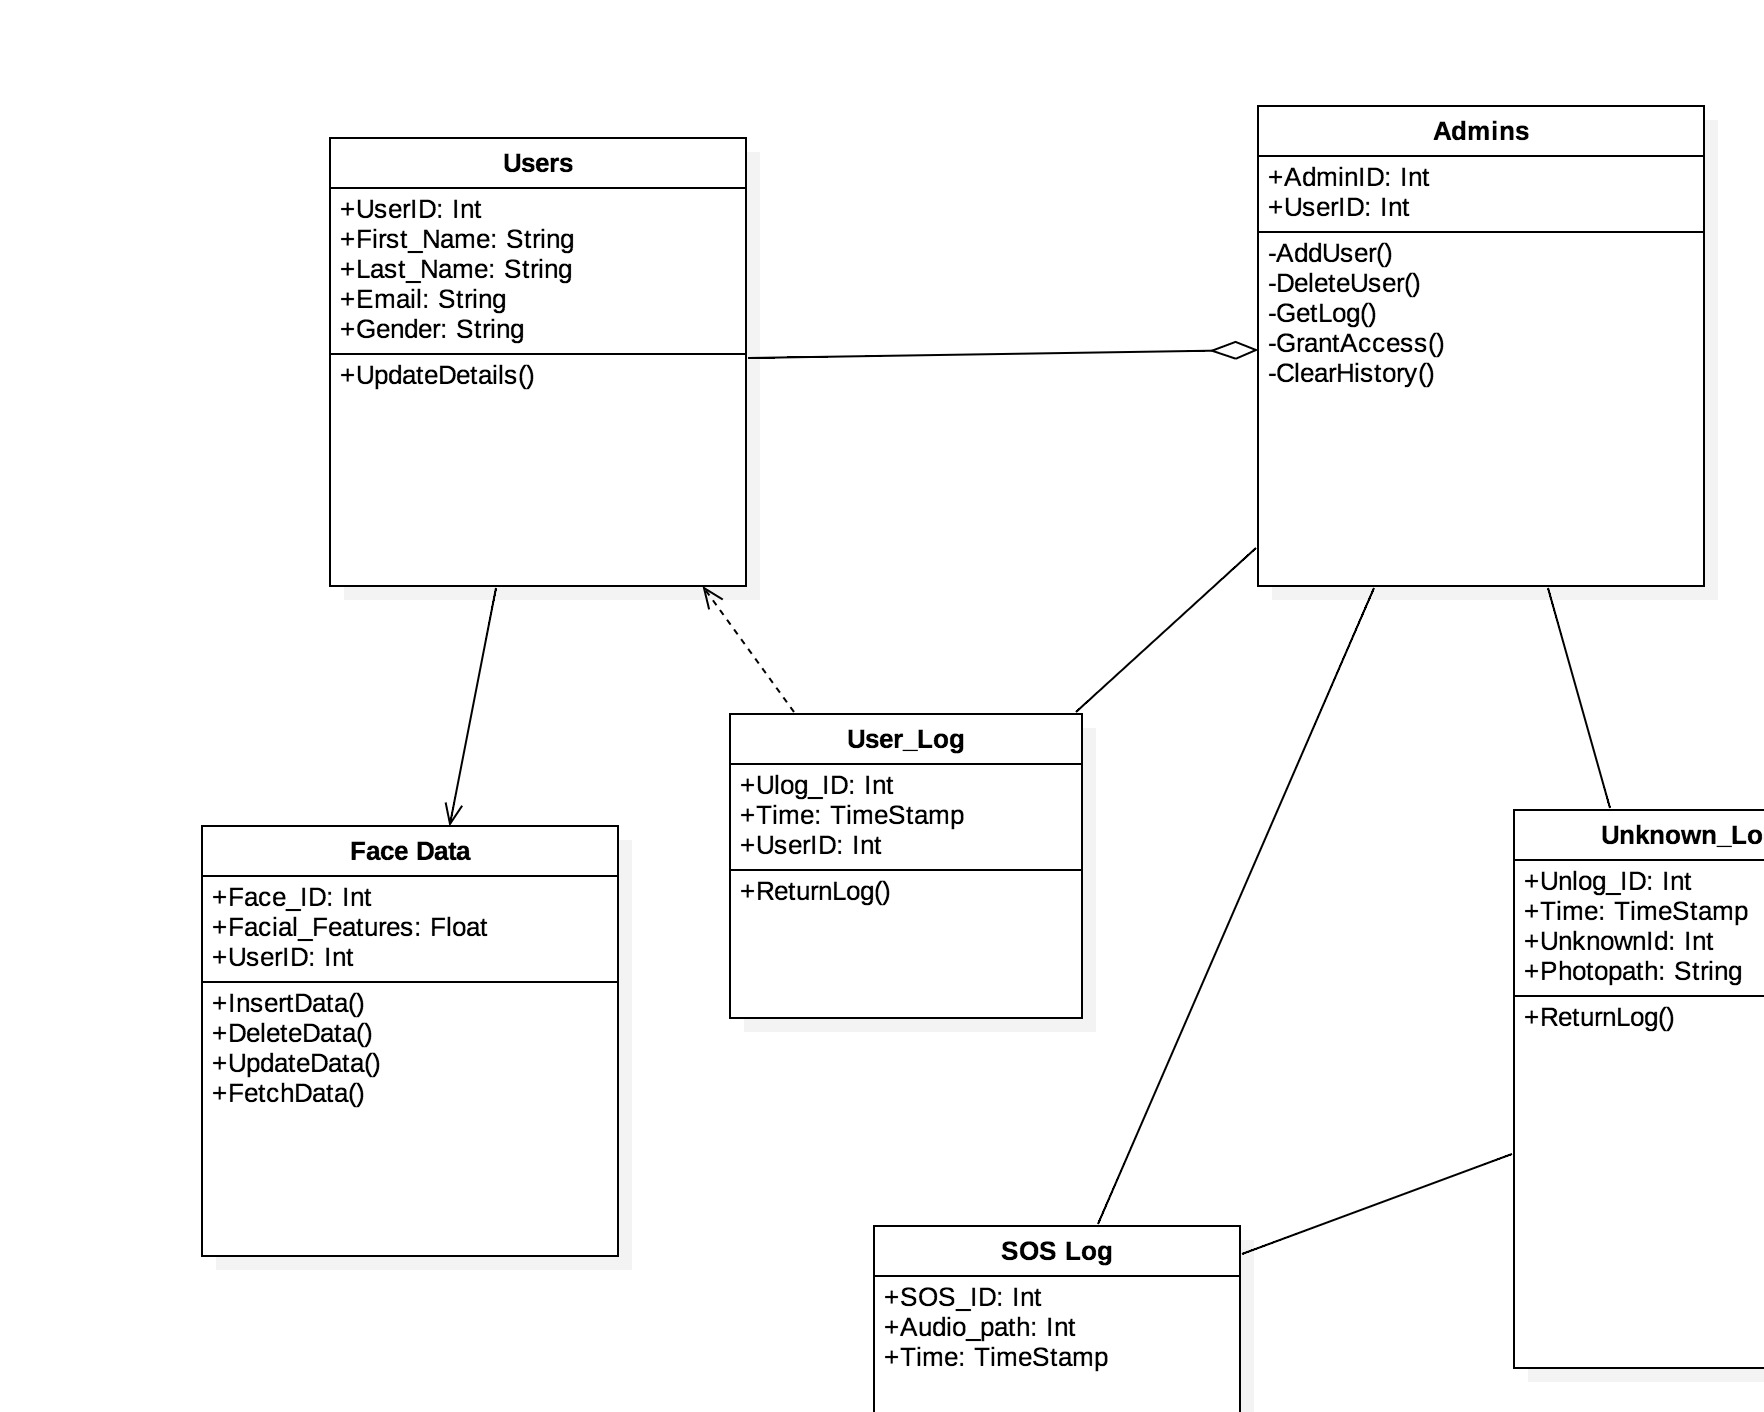 Users
+UserID: Int
+First_Name: String
+Last_Name: String
+Email: String
+Gender: String
+UpdateDetails()
Admins
+AdminID: Int
+UserID: Int
-AddUser()
-DeleteUser()
-GetLog()
-GrantAccess()
-ClearHistory()
Face Data
+Face_ID: Int
+Facial_Features: Float
+UserID: Int
+InsertData()
+DeleteData()
+UpdateData()
+FetchData()
User_Log
+Ulog_ID: Int
+Time: TimeStamp
+UserID: Int
+ReturnLog()
Unknown_Lo
+Unlog_ID: Int
+Time: TimeStamp
+UnknownId: Int
+Photopath: String
+ReturnLog()
SOS Log
+SOS_ID: Int
+Audio_path: Int
+Time: TimeStamp